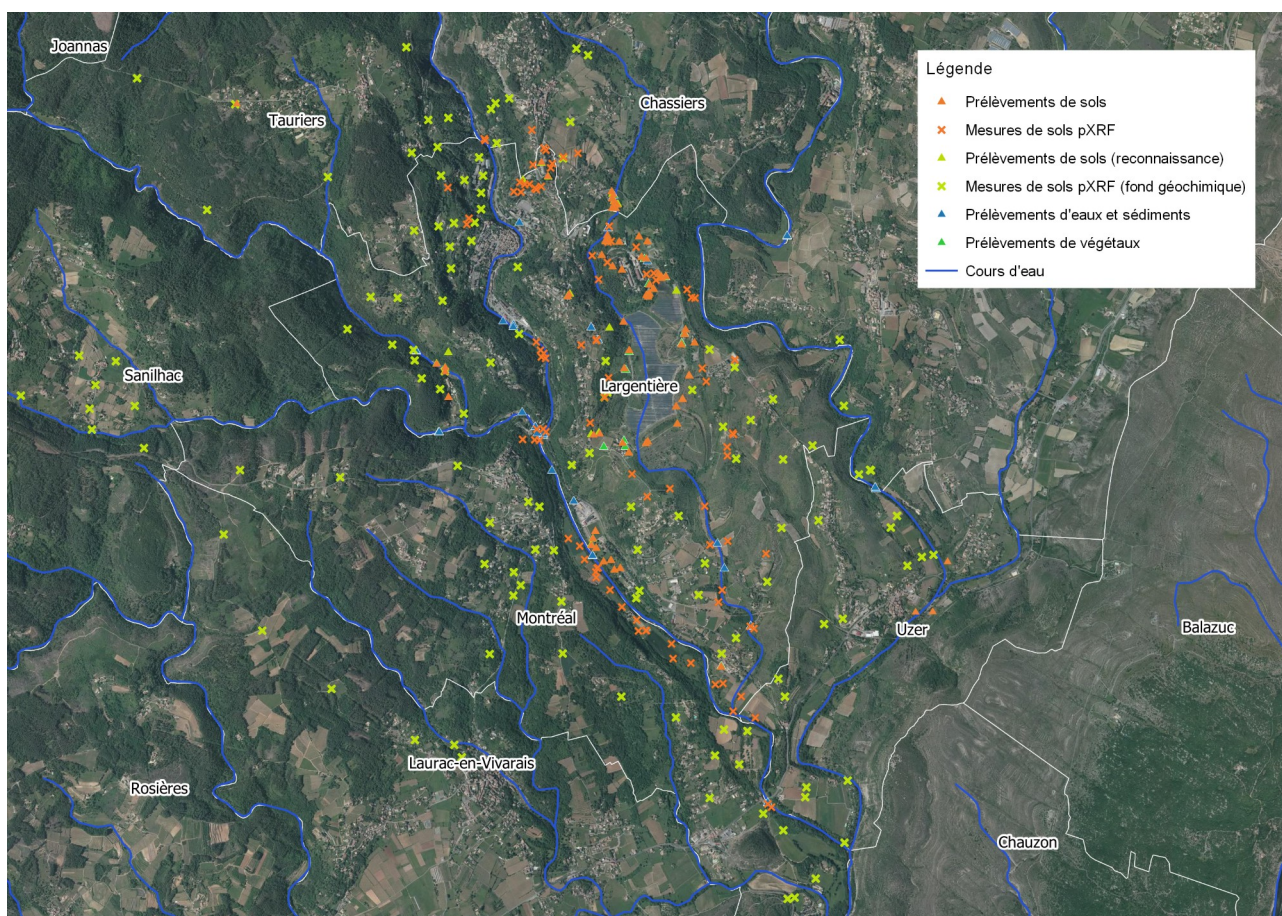 Joannas
Chassiers
Tauriers
Légende
Prélèvements de sols
Mesures de sols pXRF
Prélèvements de sols (reconnaissance)
Mesures de sols pXRF (fond géochimique)
Prélèvements d'eaux et sédiments
Prélèvements de végétaux
Cours d'eau
Sanilhac
Largentière
Montréal
Uzer
Balazuc
Laurac-en-Vivarais
Rosières
Chauzon